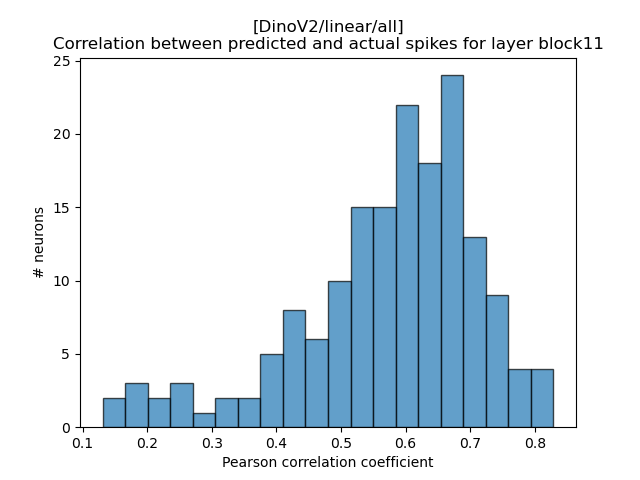 [DinoV2/linear/all]
Correlation between predicted and actual spikes for layer block11
25
20
15
10
5
0
# neurons
0.1 0.2 0.3 0.4 0.5 0.6 0.7 0.8
Pearson correlation coefficient